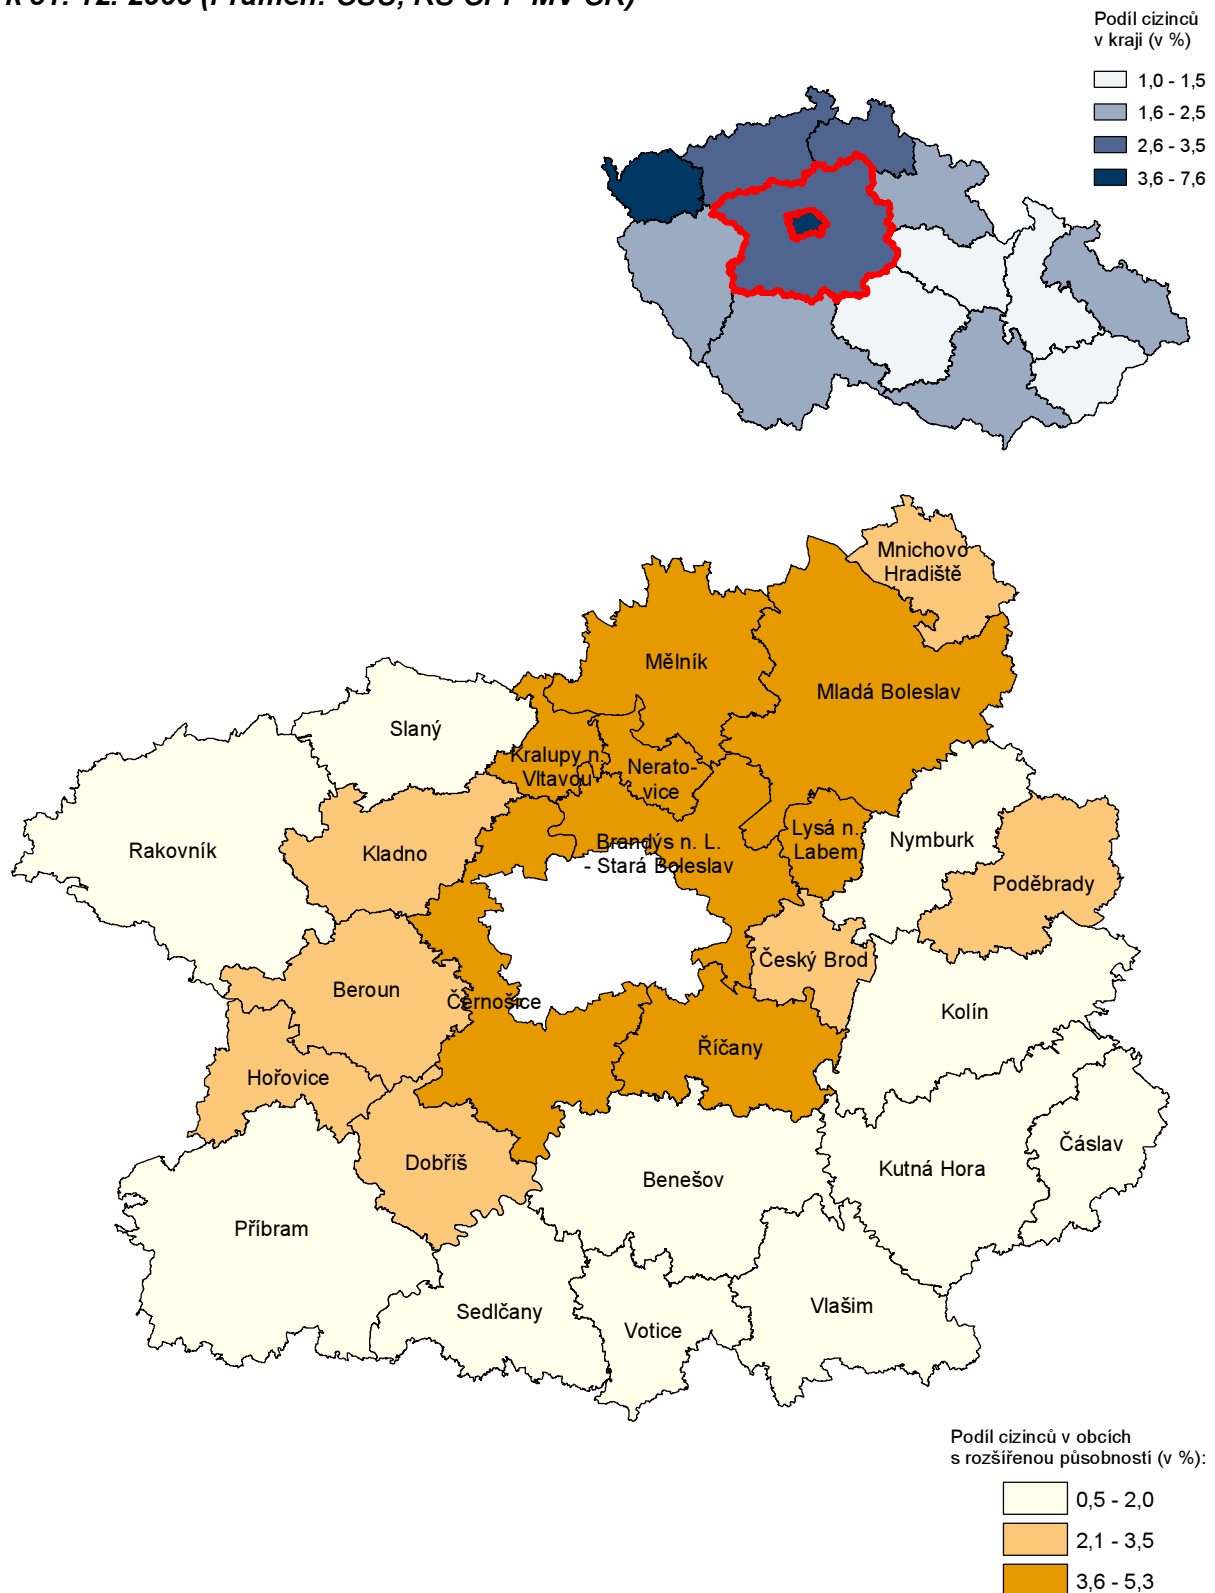 Podíl cizinců
v kraji (v %)
1,0 - 1,5
1,6 - 2,5
2,6 - 3,5
3,6 - 7,6
Mnichovo
Hradiště
Mělník
Mladá Boleslav
Slaný
Kralupy n.
Vltavou
Nerato-
vice
Lysá n.
Labem
Nymburk
Rakovník
Kladno
Brandýs n. L.
- Stará Boleslav
Poděbrady
Český Brod
Beroun
Černošice
Kolín
Říčany
Hořovice
Čáslav
Dobříš
Benešov
Kutná Hora
Příbram
Sedlčany
Votice
Vlašim
Podíl cizinců v obcích
s rozšířenou působností (v %):
0,5 - 2,0
2,1 - 3,5
3,6 - 5,3